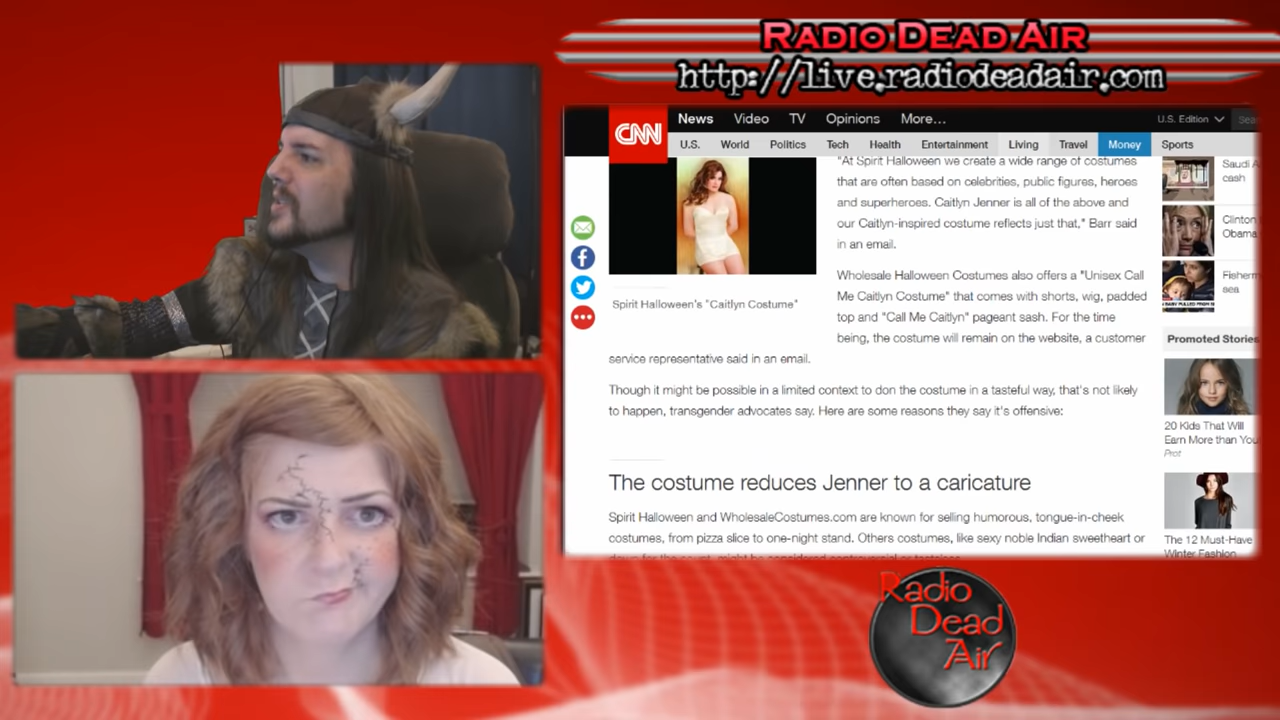 Radio Dead Air
http://live.radiodeadair.com
CNN
News Video TV Opinions More...
U.S. Edition
U.S. World Politics Tech Health Entertainment Living Travel Money Sports
"At Spirit Halloween we create a wide range of costumes
that are often based on celebrities, public figures, heroes
and superheroes. Caitlyn Jenner is all of the above and
our Caitlyn-inspired costume reflects just that," Barr said
in an email.
Spirit Halloween's "Caitlyn Costume"
Wholesale Halloween Costumes also offers a "Unisex Call
Me Caitlyn Costume" that comes with shorts, wig, padded
top and "Call Me Caitlyn" pageant sash. For the time
being, the costume will remain on the website, a customer
service representative said in an email.
Though it might be possible in a limited context to don the costume in a tasteful way, that's not likely
to happen, transgender advocates say. Here are some reasons they say it's offensive:
The costume reduces Jenner to a caricature
Spirit Halloween and WholesaleCostumes.com are known for selling humorous, tongue-in-cheek
costumes, from pizza slice to one-night stand. Others costumes, like sexy noble Indian sweetheart or
Saudi A
cash
Clinton
Obama
Fisherm
sea
Promoted Stories
20 Kids That Will
Earn More than You
Prot
The 12 Must-Have
Winter Fashion
Radio
Dead
Air